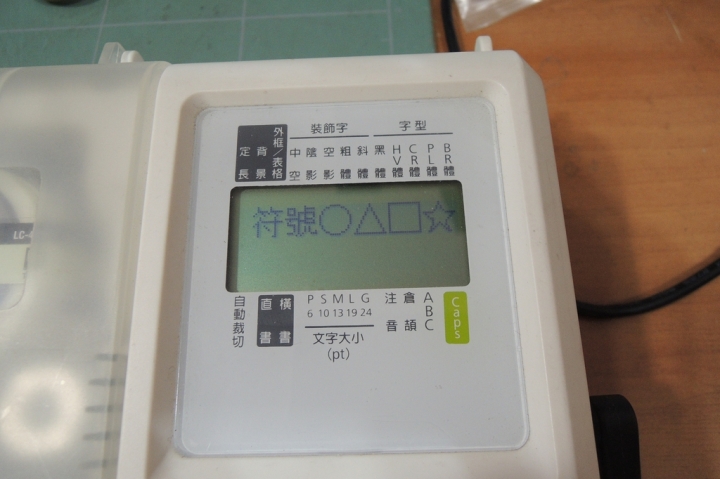 外框/表格
背景
定長
裝飾字
中空
陰影
空影
粗體
斜體
字型
黑體
HV體
CR體
PL體
BR體
符號○△□☆
自動裁切
直書
橫書
P S M L G
6 10 13 19 24
文字大小
(pt)
注音
倉頡
ABC
Caps